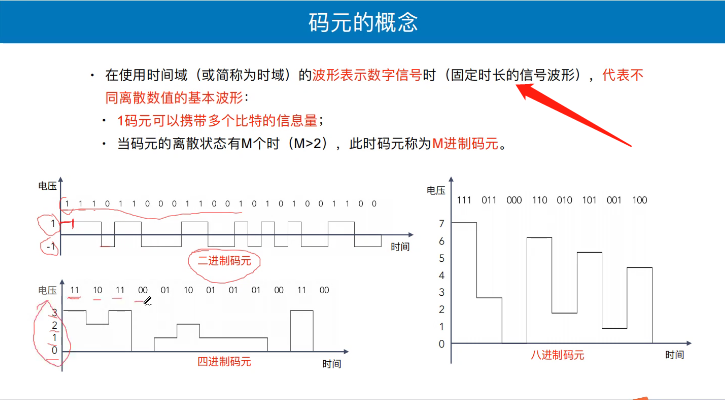 码元的概念
• 在使用时间域（或简称为时域）的波形表示数字信号时（固定时长的信号波形），代表不
同离散数值的基本波形：
• 1码元可以携带多个比特的信息量；
• 当码元的离散状态有M个时（M>2），此时码元称为M进制码元。
电压
1 1 1 0 1 1 0 0 0 1 1 0 0 1 0 1 0 1 0 0 1 1 0 0
1
-1
时间
二进制码元
电压
11 10 11 00 01 10 01 01 01 00 11 00
3
2
1
0
四进制码元
时间
电压
111 011 000 110 010 101 001 100
7
6
5
4
3
2
1
0
八进制码元
时间